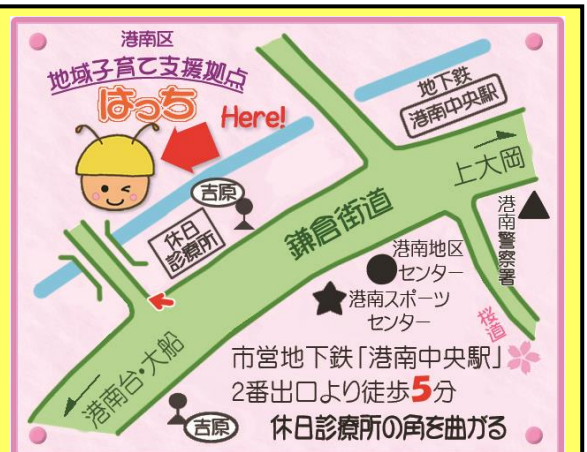 港南区
地域子育て支援拠点
はっち
Here!
地下鉄
港南中央駅
上大岡
吉原
休日
診療所
鎌倉街道
港南警察署
港南地区
センター
港南スポーツ
センター
桜道
港南台・大船
市営地下鉄「港南中央駅」
2番出口より徒歩5分
吉原
休日診療所の角を曲がる